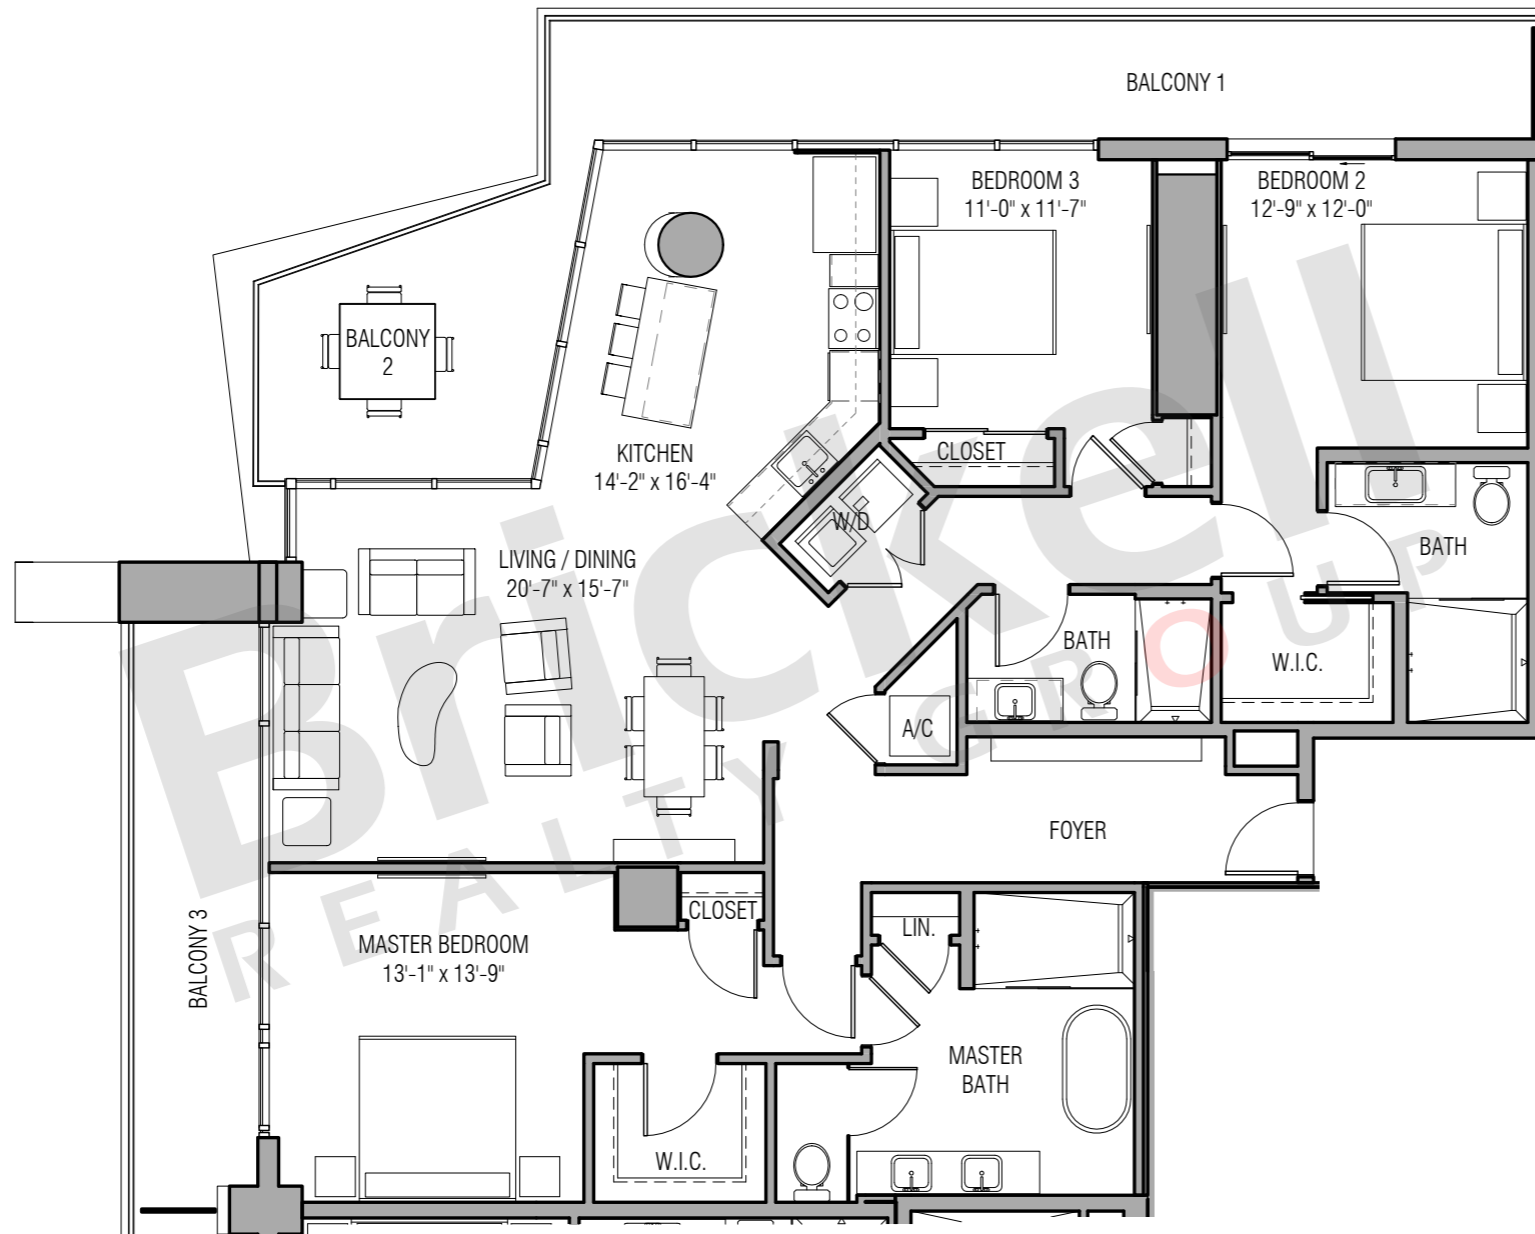 BALCONY 1
BEDROOM 3
11'-0" x 11'-7"
BEDROOM 2
12'-9" x 12'-0"
BALCONY
2
KITCHEN
14'-2" x 16'-4"
CLOSET
W/D
BATH
LIVING / DINING
20'-7" x 15'-7"
BATH
W.I.C.
A/C
FOYER
BALCONY 3
MASTER BEDROOM
13'-1" x 13'-9"
CLOSET
LIN.
MASTER
BATH
W.I.C.
Brickell
REALTY GROUP